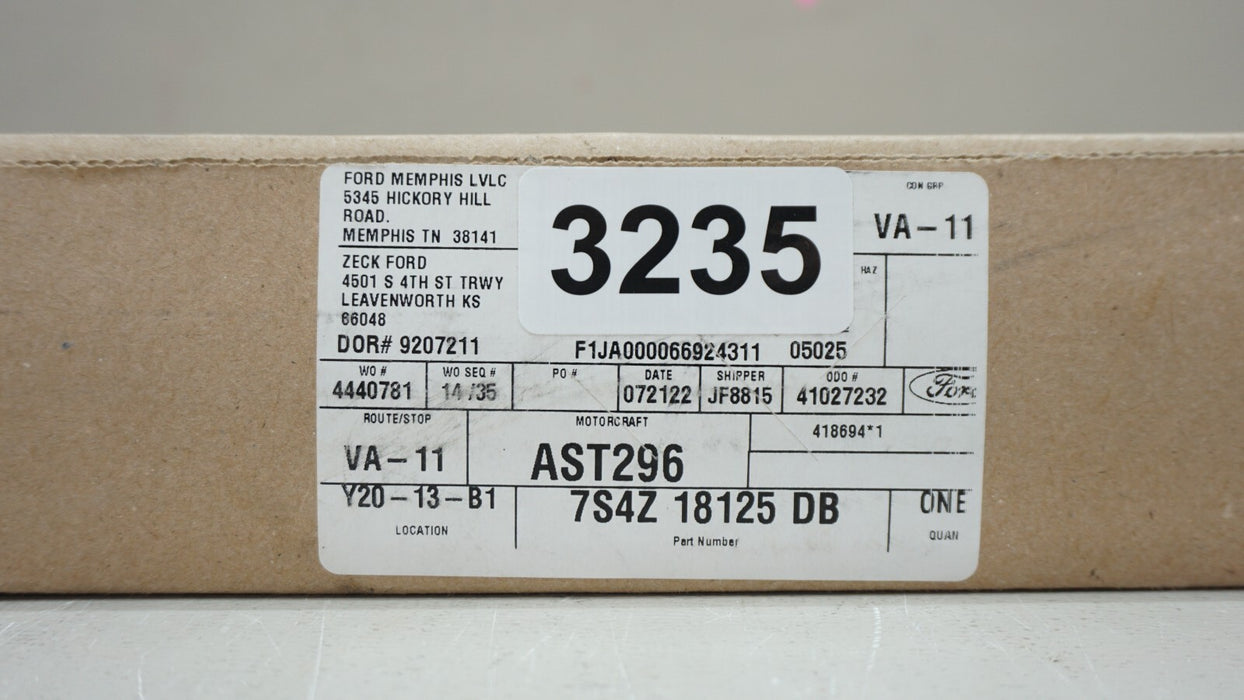 FORD MEMPHIS LVLC
5345 HICKORY HILL
ROAD.
MEMPHIS TN 38141
3235
CON GRP
VA-11
ZECK FORD
4501 S 4TH ST TRWY
LEAVENWORTH KS
66048
HAZ
DOR# 9207211
F1JA000066924311 05025
WO #
4440781
WO SEQ #
14 /35
PO #
DATE
072122
SHIPPER
JF8815
ODO #
41027232
Ford
ROUTE/STOP
VA-11
MOTORCRAFT
AST296
418694*1
Y20-13-B1
LOCATION
7S4Z 18125 DB
Part Number
ONE
QUAN